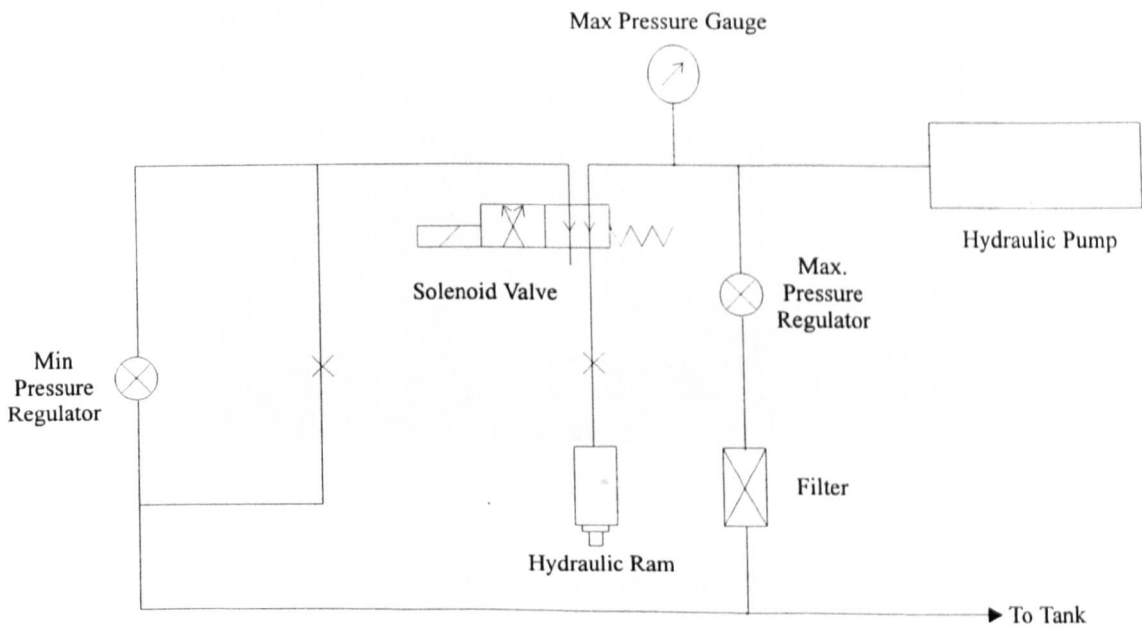 Max Pressure Gauge
Hydraulic Pump
Solenoid Valve
Max.
Pressure
Regulator
Min
Pressure
Regulator
Filter
Hydraulic Ram
To Tank